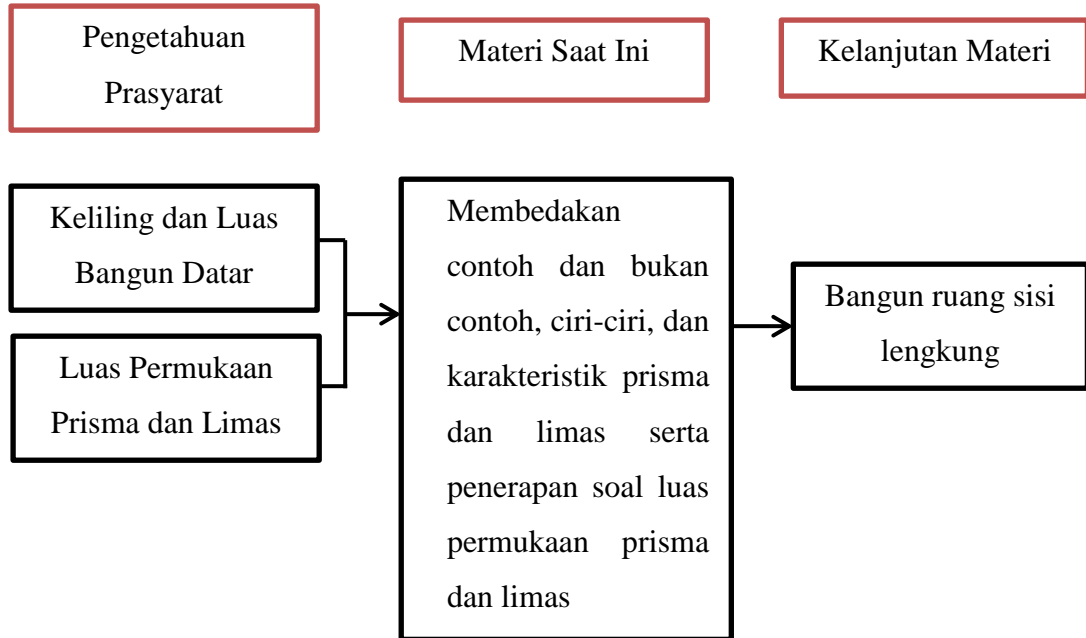 Pengetahuan
Prasyarat
Materi Saat Ini
Kelanjutan Materi
Keliling dan Luas
Bangun Datar
Luas Permukaan
Prisma dan Limas
Membedakan
contoh dan bukan
contoh, ciri-ciri, dan
karakteristik prisma
dan limas serta
penerapan soal luas
permukaan prisma
dan limas
Bangun ruang sisi
lengkung